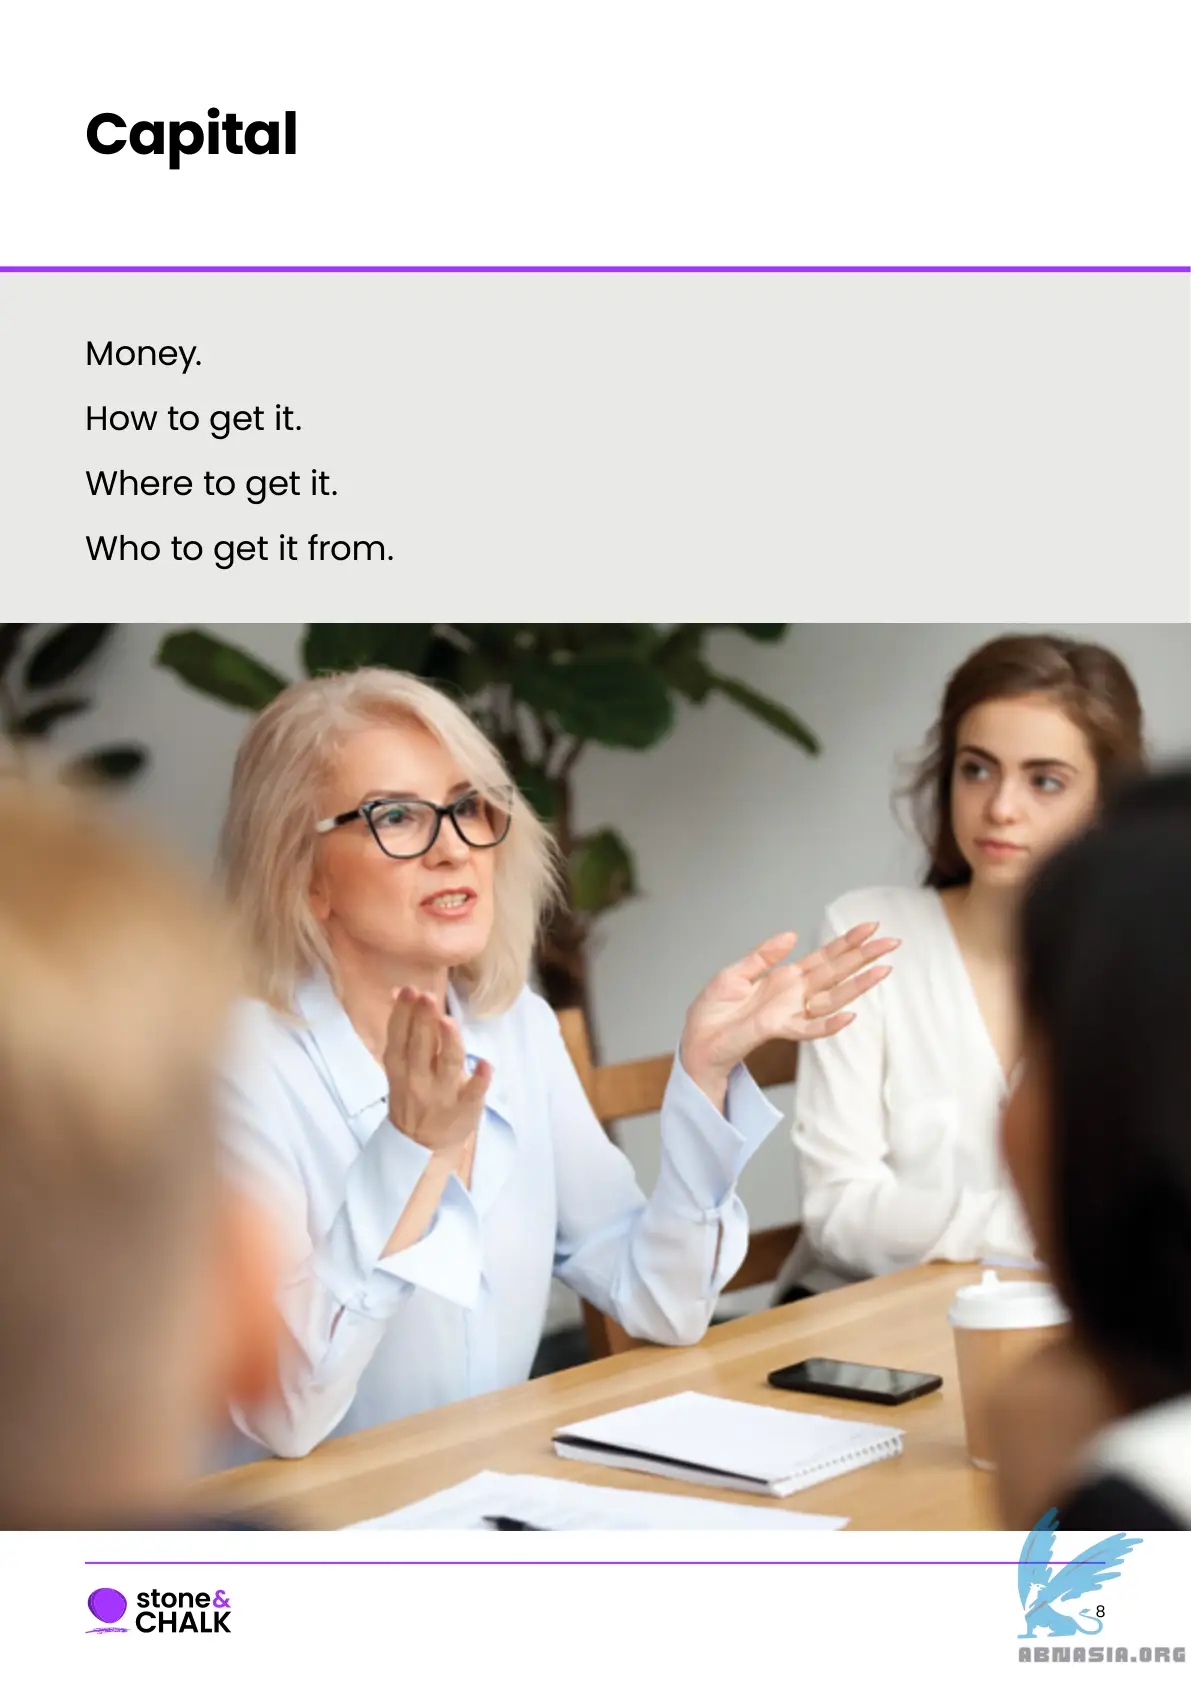 Capital
Money.
How to get it.
Where to get it.
Who to get it from.
stone&
CHALK
8
ABNASIA.ORG